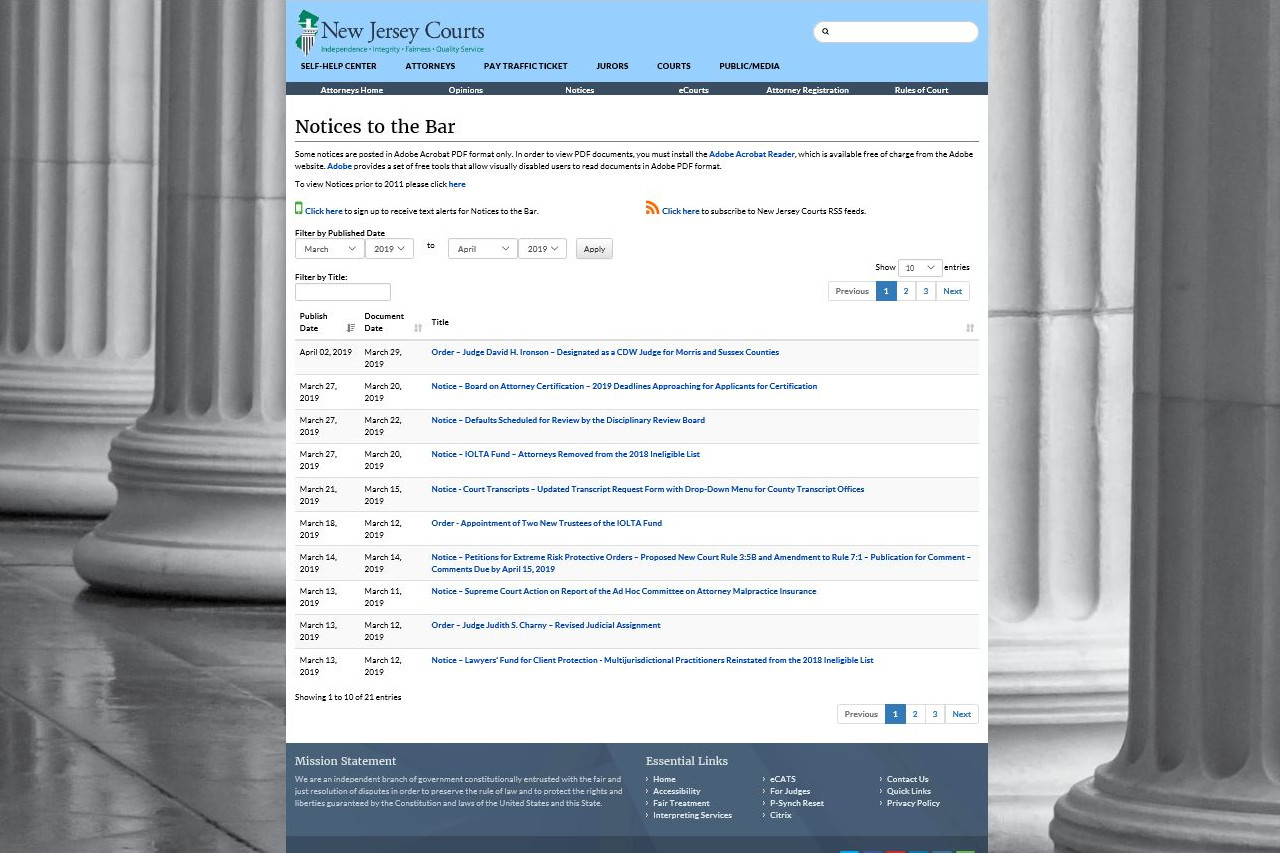 New Jersey Courts
Independence • Integrity • Fairness • Quality Service
SELF-HELP CENTER ATTORNEYS PAY TRAFFIC TICKET JURORS COURTS PUBLIC/MEDIA
Attorneys Home Opinions Notices eCourts Attorney Registration Rules of Court
Notices to the Bar
Some notices are posted in Adobe Acrobat PDF format only. In order to view PDF documents, you must install the Adobe Acrobat Reader, which is available free of charge from the Adobe
website. Adobe provides a set of free tools that allow visually disabled users to read documents in Adobe PDF format.
To view Notices prior to 2011 please click here
Click here to sign up to receive text alerts for Notices to the Bar. Click here to subscribe to New Jersey Courts RSS feeds.
Filter by Published Date
March 2019 to April 2019 Apply
Show 10 entries
Filter by Title:
Previous 1 2 3 Next
Publish Document Title
Date Date
April 02, 2019 March 29, Order – Judge David H. Ironson – Designated as a CDW Judge for Morris and Sussex Counties
2019
March 27, March 20, Notice – Board on Attorney Certification – 2019 Deadlines Approaching for Applicants for Certification
2019 2019
March 27, March 22, Notice – Defaults Scheduled for Review by the Disciplinary Review Board
2019 2019
March 27, March 20, Notice – IOLTA Fund – Attorneys Removed from the 2018 Ineligible List
2019 2019
March 21, March 15, Notice - Court Transcripts – Updated Transcript Request Form with Drop-Down Menu for County Transcript Offices
2019 2019
March 18, March 12, Order - Appointment of Two New Trustees of the IOLTA Fund
2019 2019
March 14, March 14, Notice – Petitions for Extreme Risk Protective Orders – Proposed New Court Rule 3:5B and Amendment to Rule 7:1 – Publication for Comment –
2019 2019 Comments Due by April 15, 2019
March 13, March 11, Notice – Supreme Court Action on Report of the Ad Hoc Committee on Attorney Malpractice Insurance
2019 2019
March 13, March 12, Order – Judge Judith S. Charny – Revised Judicial Assignment
2019 2019
March 13, March 12, Notice – Lawyers' Fund for Client Protection - Multijurisdictional Practitioners Reinstated from the 2018 Ineligible List
2019 2019
Showing 1 to 10 of 21 entries
Previous 1 2 3 Next
Mission Statement
We are an independent branch of government constitutionally entrusted with the fair and
just resolution of disputes in order to preserve the rule of law and to protect the rights and
liberties guaranteed by the Constitution and laws of the United States and this State.
Essential Links
Home eCATS Contact Us
Accessibility For Judges Quick Links
Fair Treatment P-Synch Reset Privacy Policy
Interpreting Services Citrix